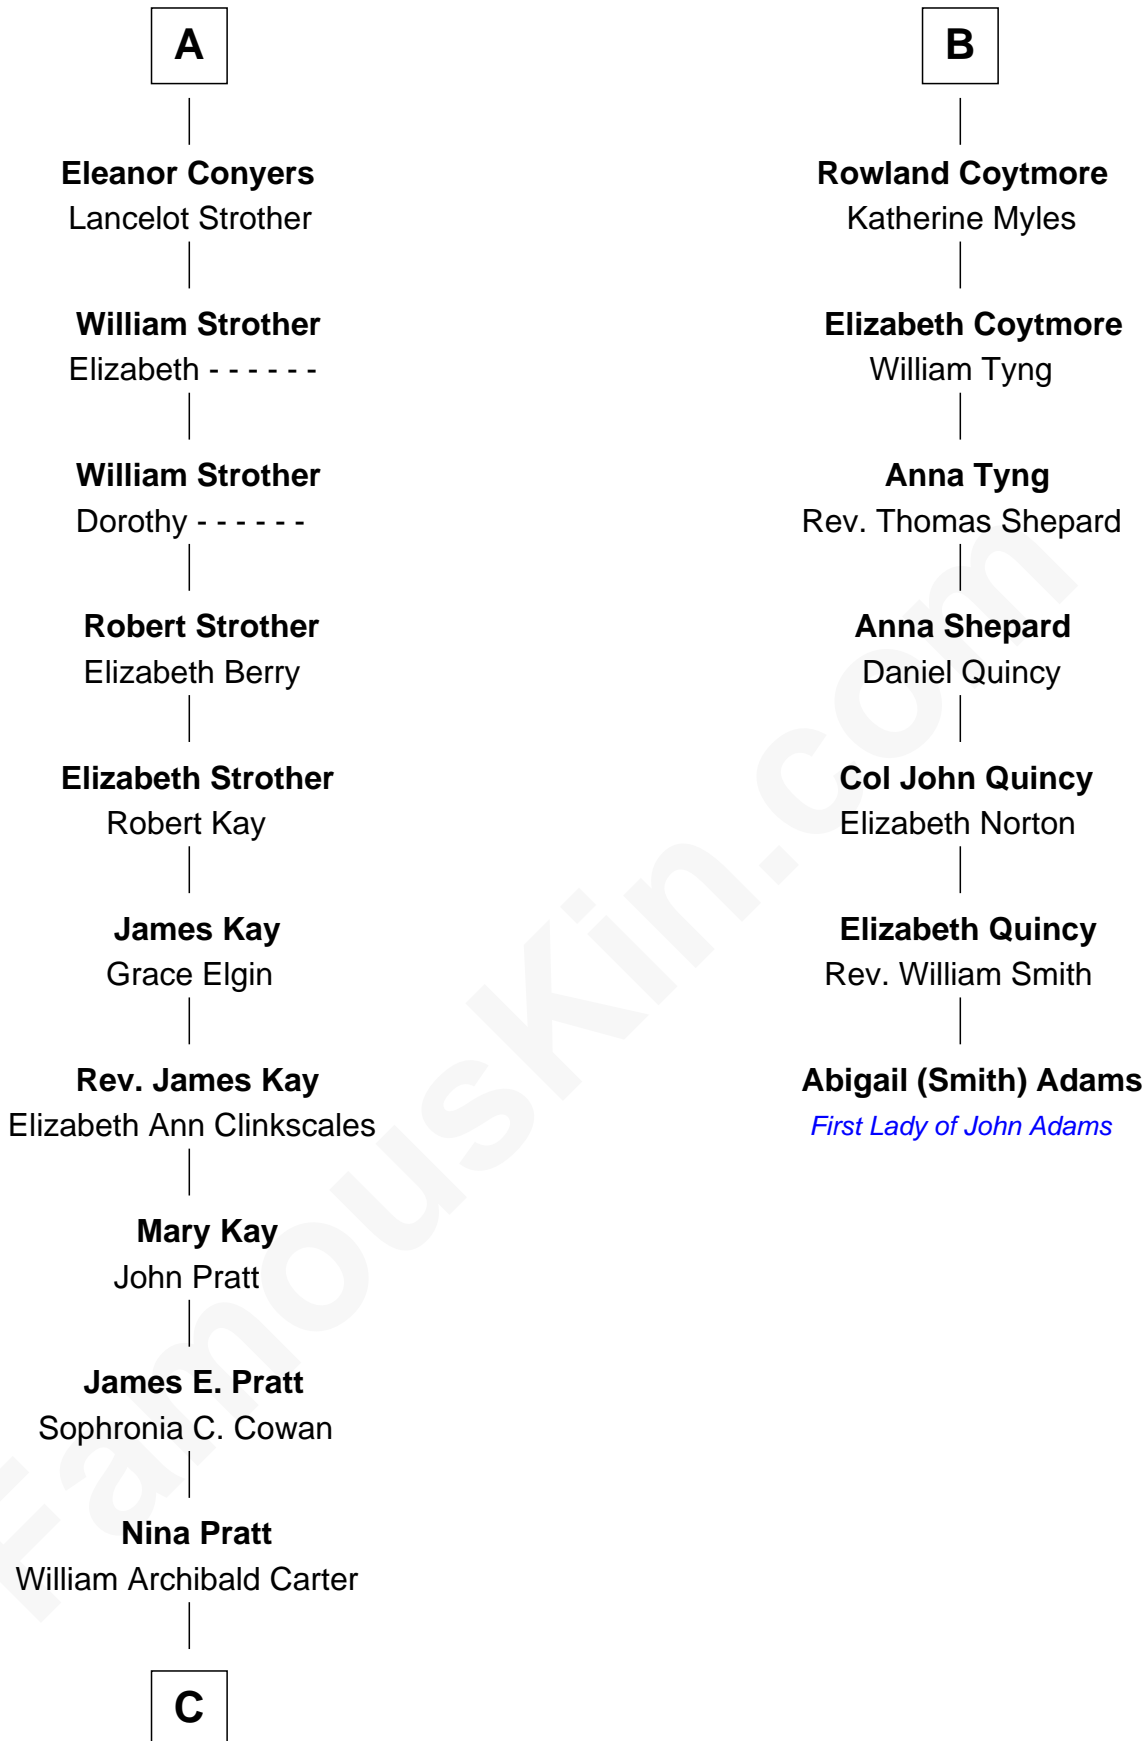 A
Eleanor Conyers
Lancelot Strother
William Strother
Elizabeth - - - - - -
William Strother
Dorothy - - - - - -
Robert Strother
Elizabeth Berry
Elizabeth Strother
Robert Kay
James Kay
Grace Elgin
Rev. James Kay
Elizabeth Ann Clinkscales
Mary Kay
John Pratt
James E. Pratt
Sophronia C. Cowan
Nina Pratt
William Archibald Carter
C
B
Rowland Coytmore
Katherine Myles
Elizabeth Coytmore
William Tyng
Anna Tyng
Rev. Thomas Shepard
Anna Shepard
Daniel Quincy
Col John Quincy
Elizabeth Norton
Elizabeth Quincy
Rev. William Smith
Abigail (Smith) Adams
First Lady of John Adams
FamousKin.com